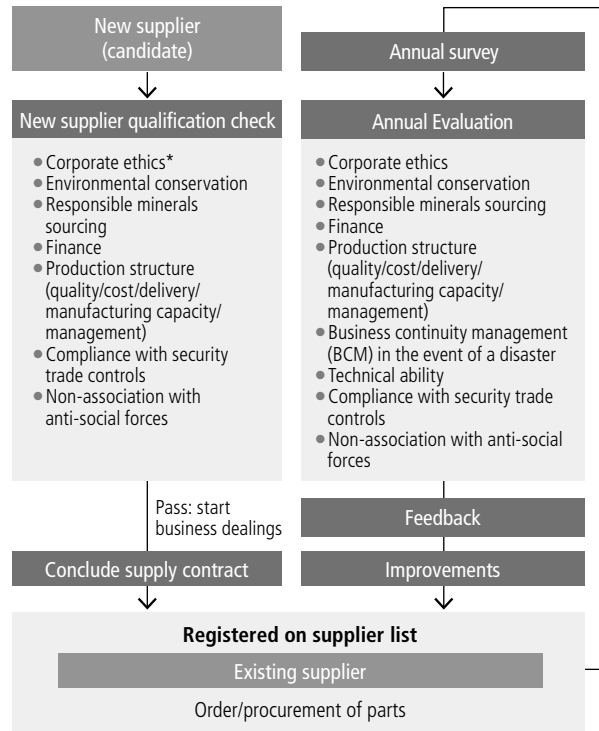 New supplier
(candidate)
New supplier qualification check
● Corporate ethics*
● Environmental conservation
● Responsible minerals
sourcing
● Finance
● Production structure
(quality/cost/delivery/
manufacturing capacity/
management)
● Compliance with security
trade controls
● Non-association with
anti-social forces
Pass: start
business dealings
Conclude supply contract
Annual survey
Annual Evaluation
● Corporate ethics
● Environmental conservation
● Responsible minerals sourcing
● Finance
● Production structure
(quality/cost/delivery/
manufacturing capacity/
management)
● Business continuity management
(BCM) in the event of a disaster
● Technical ability
● Compliance with security trade
controls
● Non-association with anti-social
forces
Feedback
Improvements
Registered on supplier list
Existing supplier
Order/procurement of parts